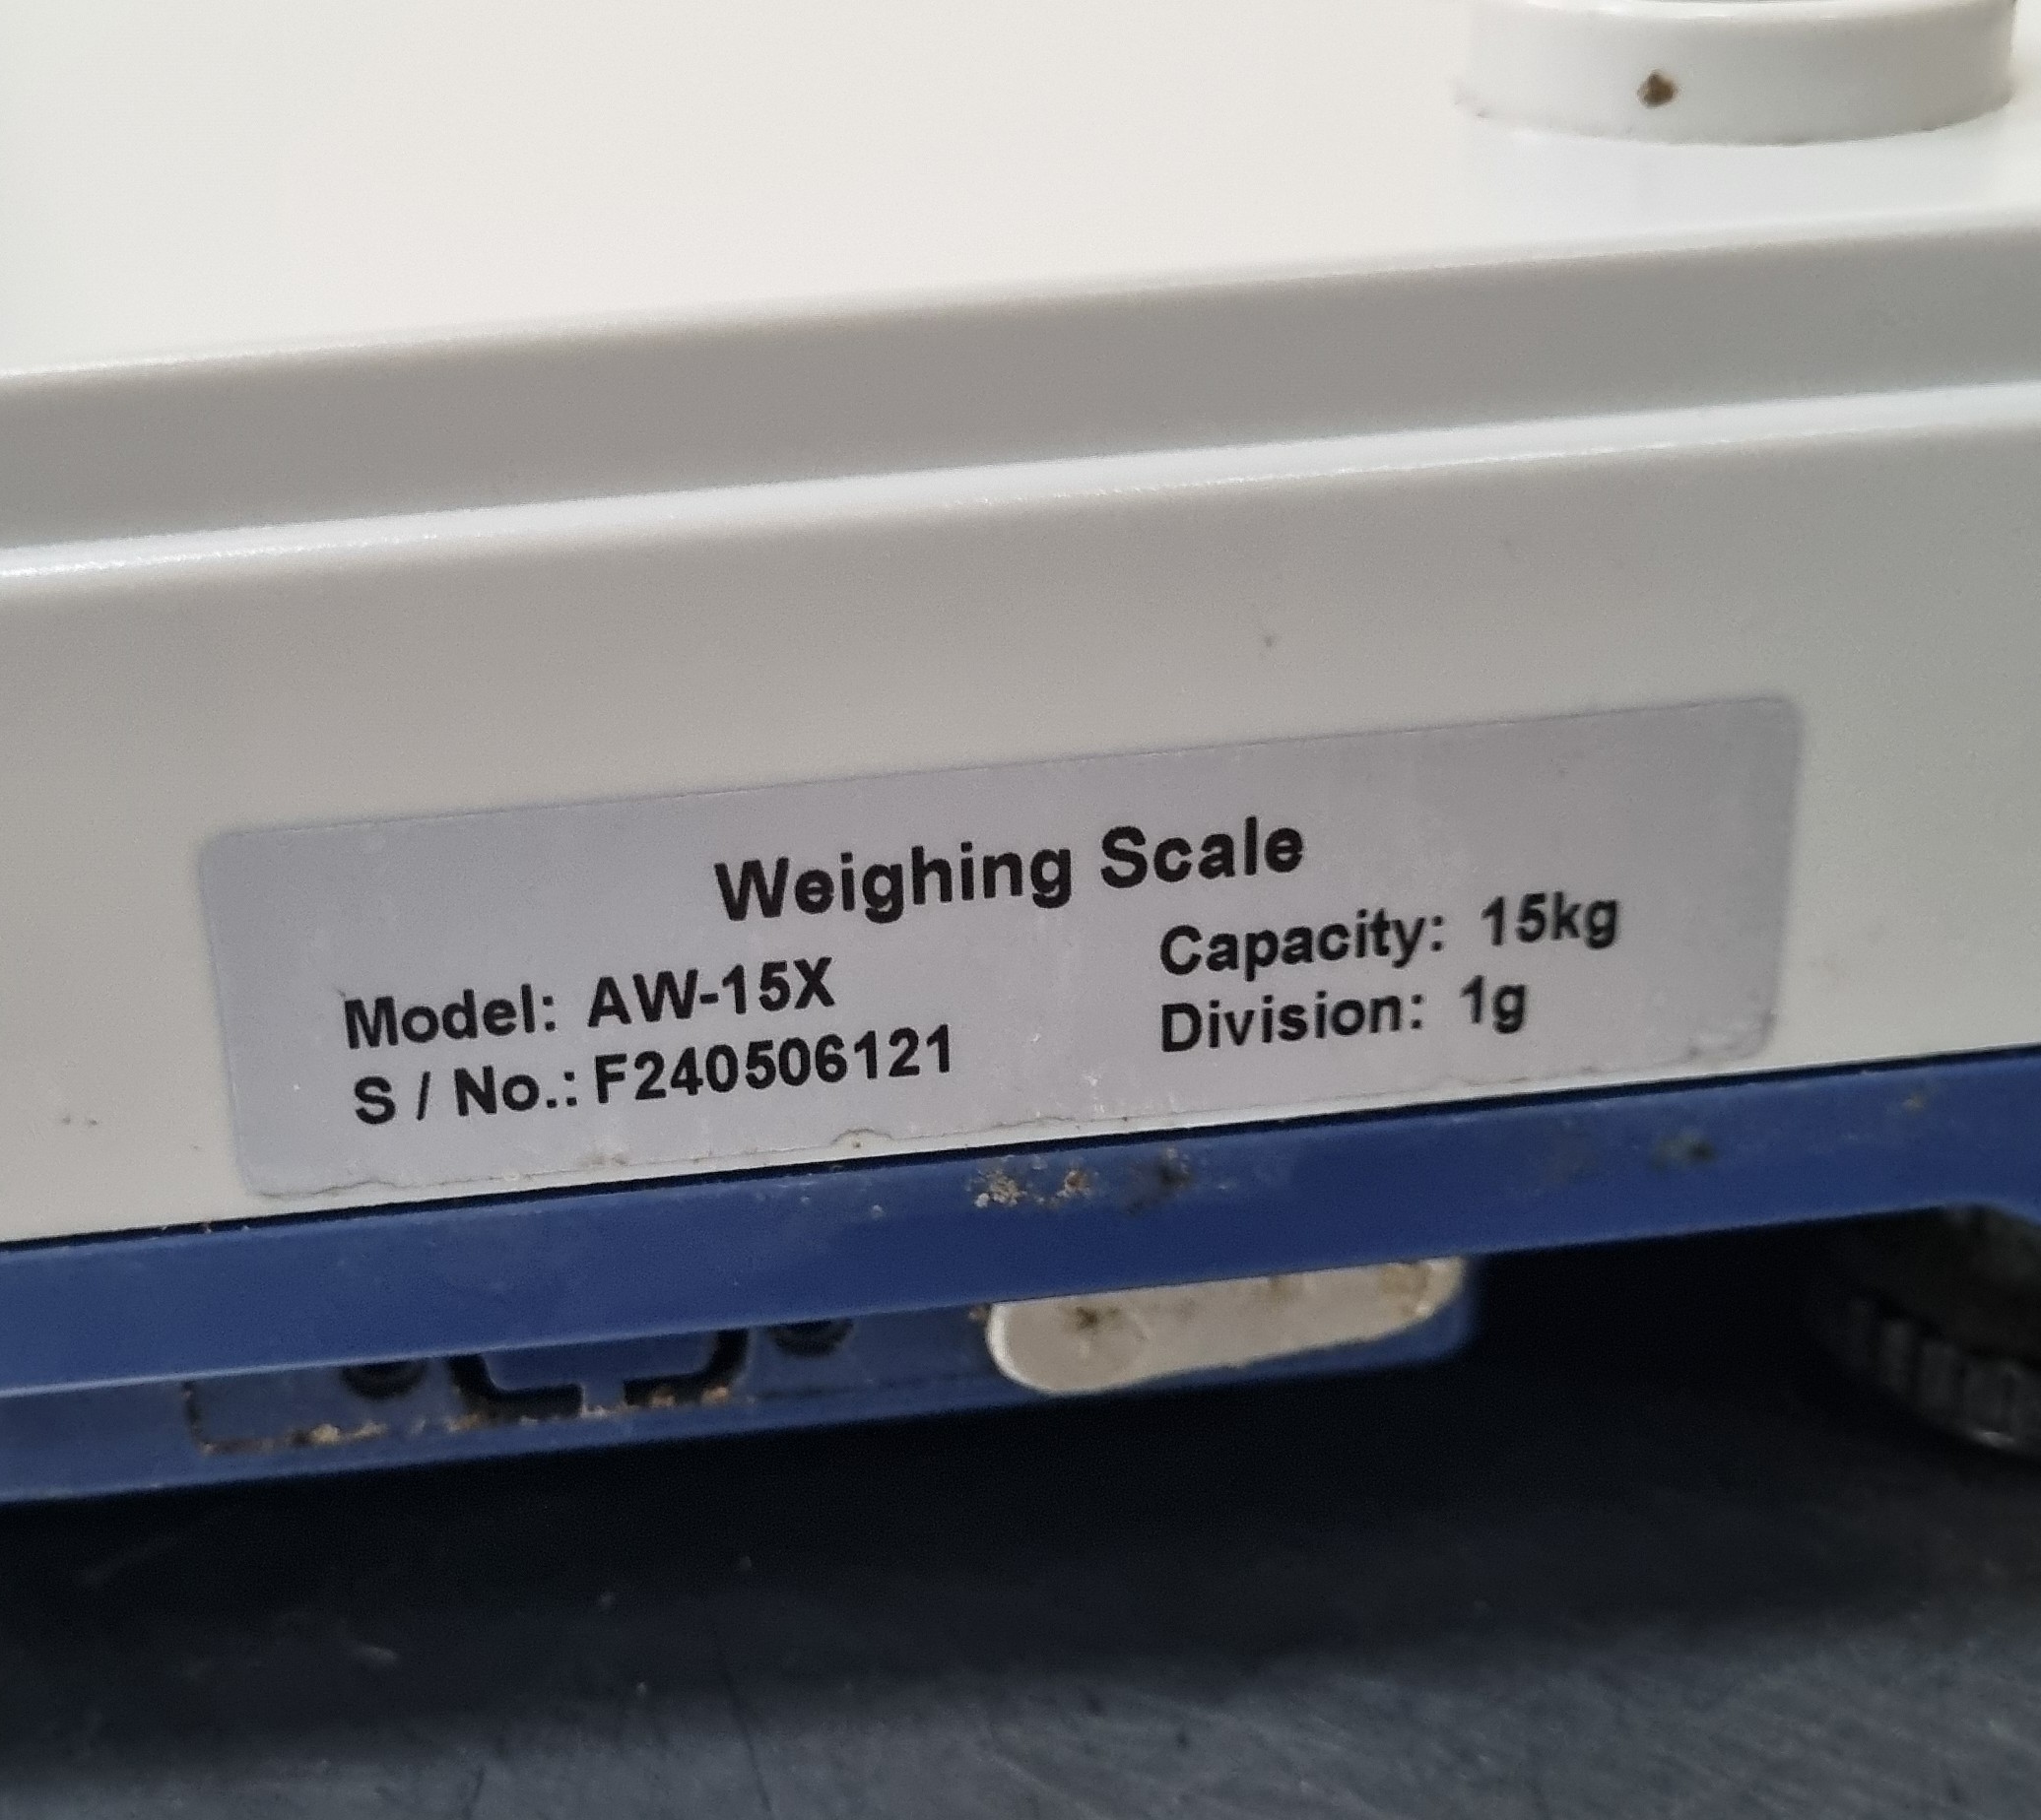 Weighing Scale
Model: AW-15X
S / No.: F240506121
Capacity: 15kg
Division: 1g